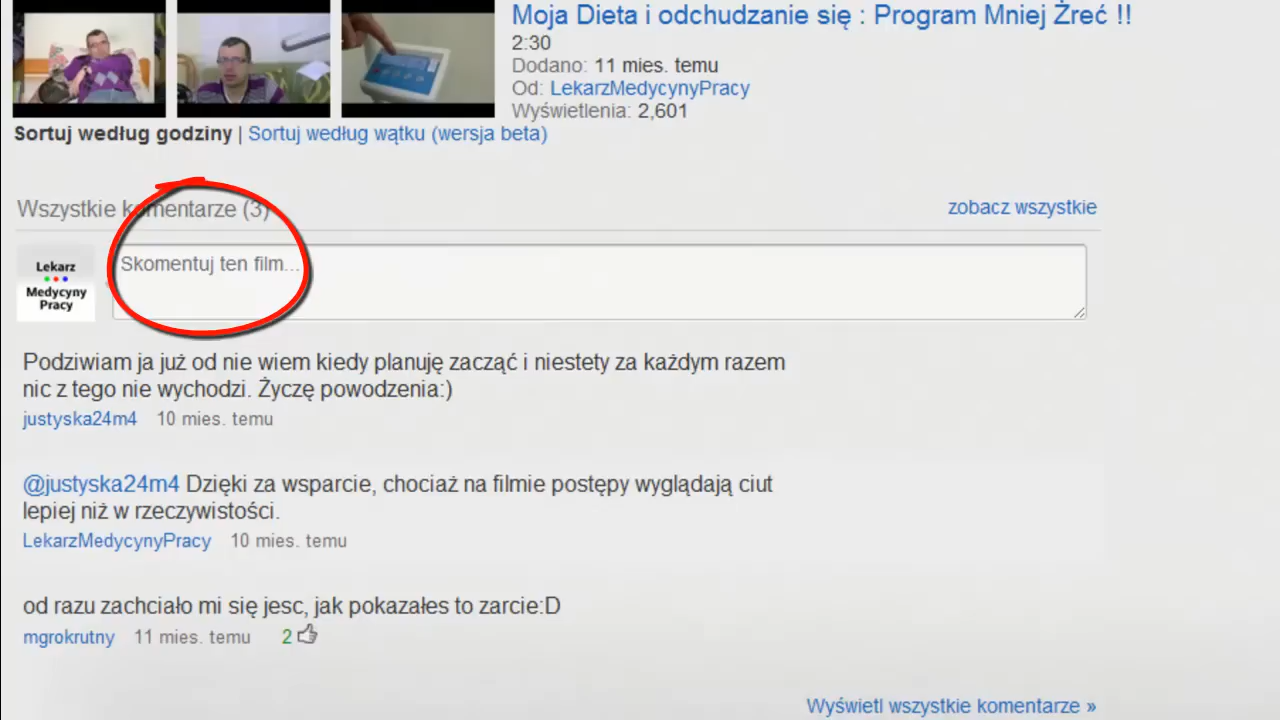 Moja Dieta i odchudzanie się : Program Mniej Żreć !!
2:30
Dodano: 11 mies. temu
Od: LekarzMedycynyPracy
Wyświetlenia: 2,601
Sortuj według godziny | Sortuj według wątku (wersja beta)
Wszystkie komentarze (3)
zobacz wszystkie
Lekarz
Medycyny
Pracy
Skomentuj ten film...
Podziwiam ja już od nie wiem kiedy planuję zacząć i niestety za każdym razem
nic z tego nie wychodzi. Życzę powodzenia:)
justyska24m4 10 mies. temu
@justyska24m4 Dzięki za wsparcie, chociaż na filmie postępy wyglądają ciut
lepiej niż w rzeczywistości.
LekarzMedycynyPracy 10 mies. temu
od razu zachciało mi się jesc, jak pokazałes to zarcie:D
mgrokrutny 11 mies. temu 2
Wyświetl wszystkie komentarze »